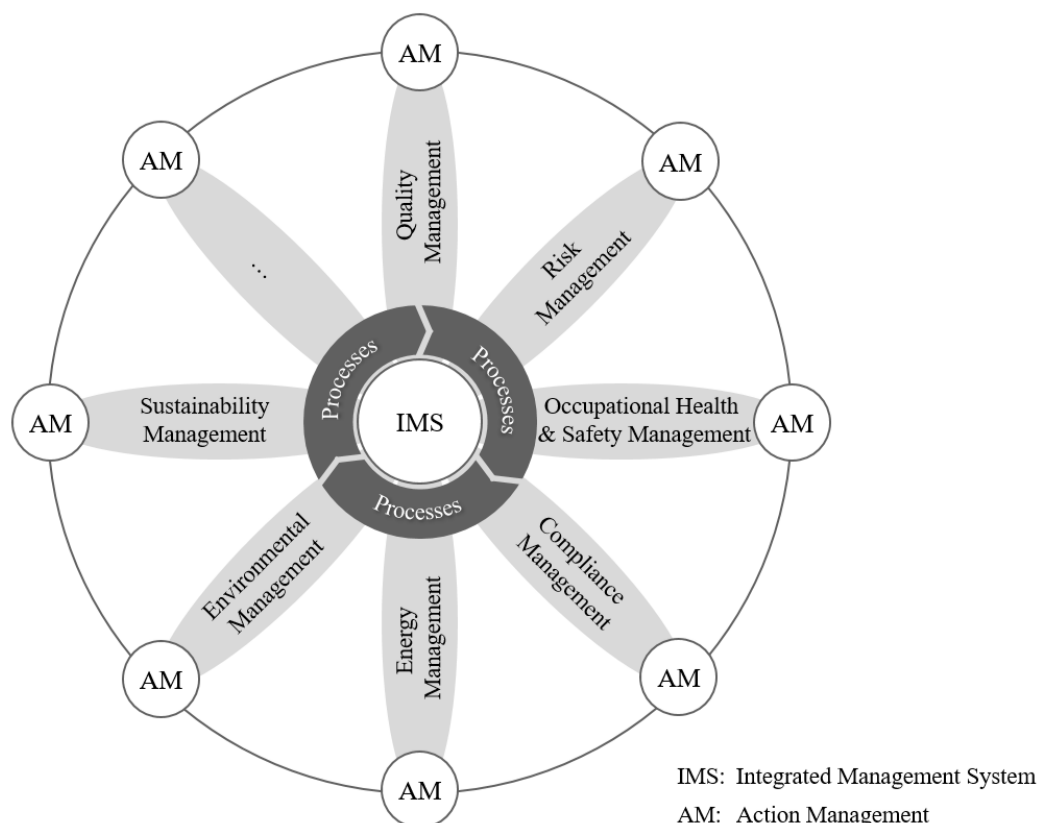 AM
AM
AM
Quality
Management
Risk
Management
…
Processes
Processes
AM
Sustainability
Management
IMS
Occupational Health
& Safety Management
AM
Processes
Environmental
Management
Compliance
Management
Energy
Management
AM
AM
AM
IMS: Integrated Management System
AM: Action Management